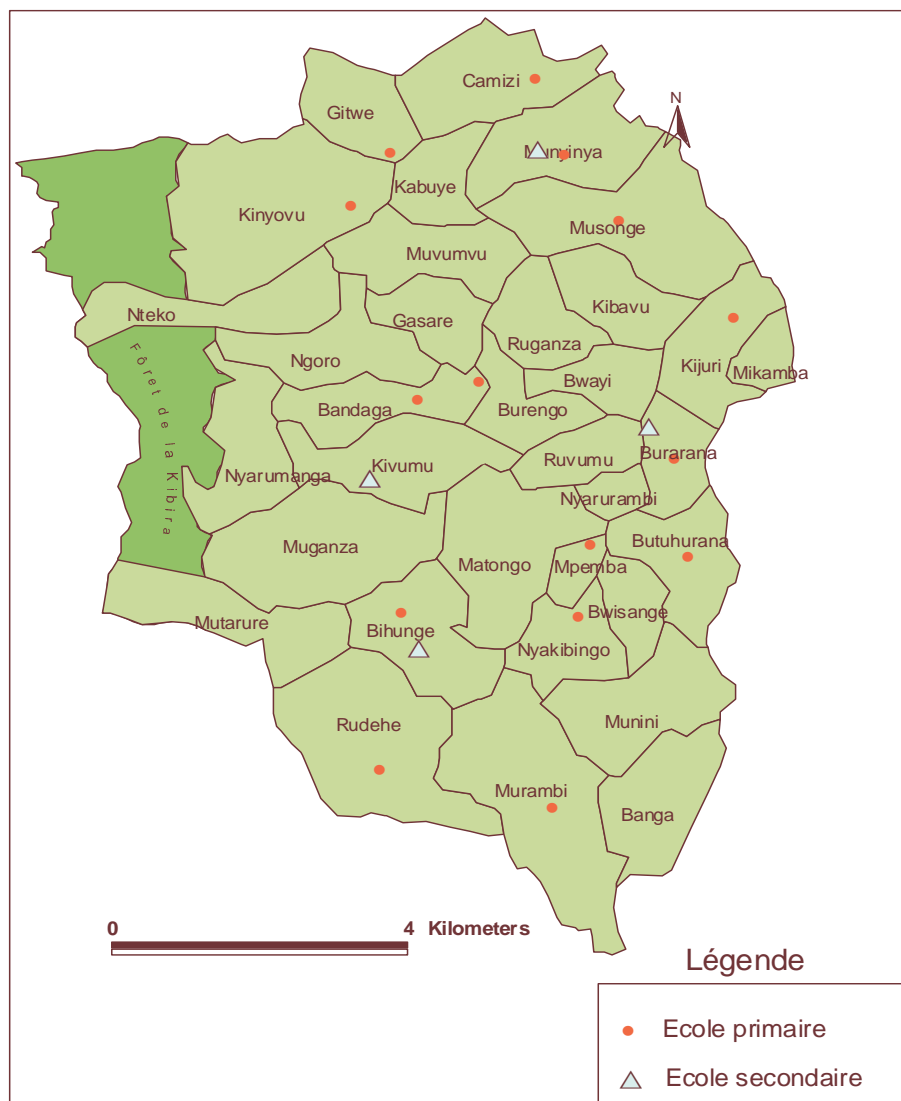 Camizi
N
Gitwe
Munyinya
Kabuye
Kinyovu
Musonge
Muvumvu
Nteko
Gasare
Kibavu
Ruganza
Ngoro
Kijuri
Mikamba
Bwayi
Bandaga
Burengo
Fôret de la Kibira
Kivumu
Ruvumu
Burarana
Nyarumanga
Nyarurambi
Muganza
Butuhurana
Matongo
Mpemba
Mutarure
Bihunge
Bwisange
Nyakibingo
Rudehe
Munini
Murambi
Banga
0 4 Kilometers
Légende
Ecole primaire
Ecole secondaire